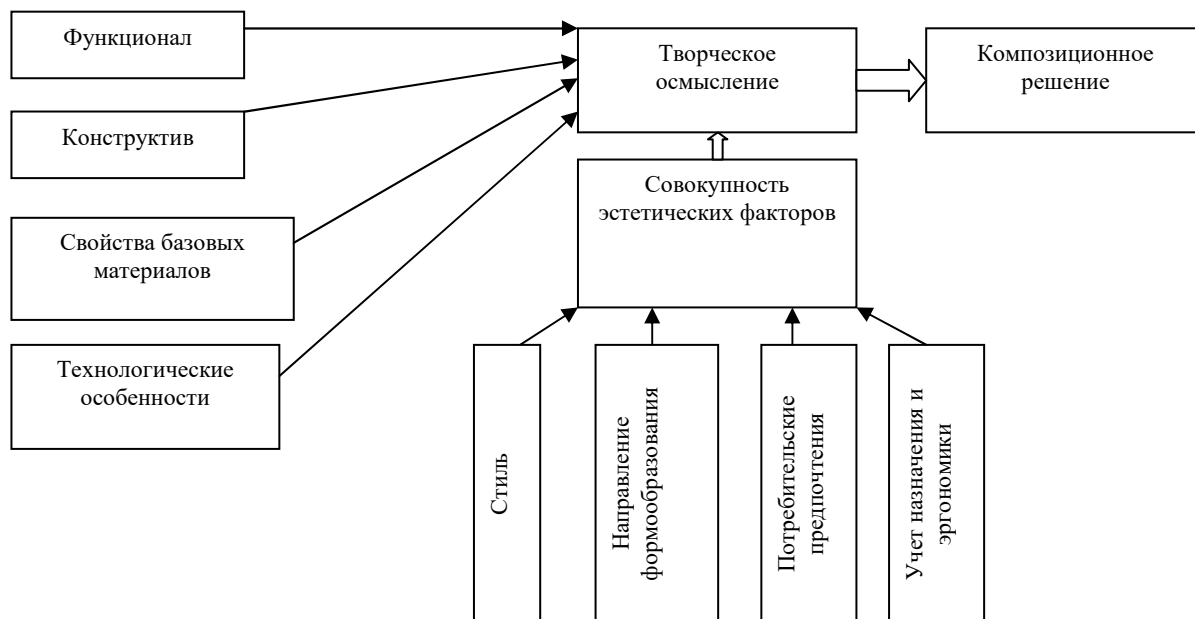 Функционал
Творческое
осмысление
Композиционное
решение
Конструктив
Совокупность
эстетических факторов
Свойства базовых
материалов
Технологические
особенности
Стиль
Направление
формообразования
Потребительские
предпочтения
Учет назначения и
эргономики